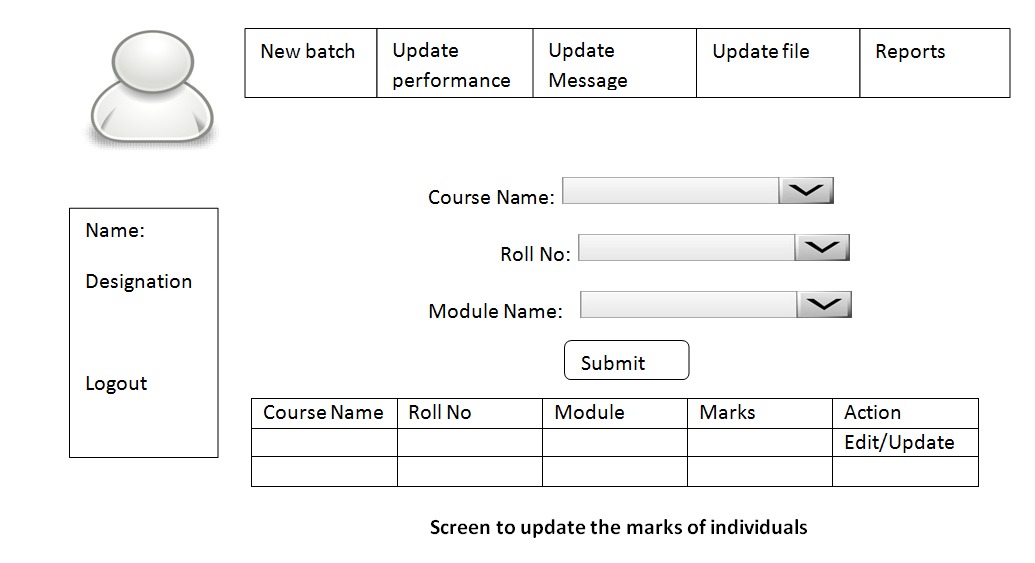 New batch
Update
performance
Update
Message
Update file
Reports
Name:
Designation
Logout
Course Name:
Roll No:
Module Name:
Submit
Course Name Roll No Module Marks Action
Edit/Update
Screen to update the marks of individuals